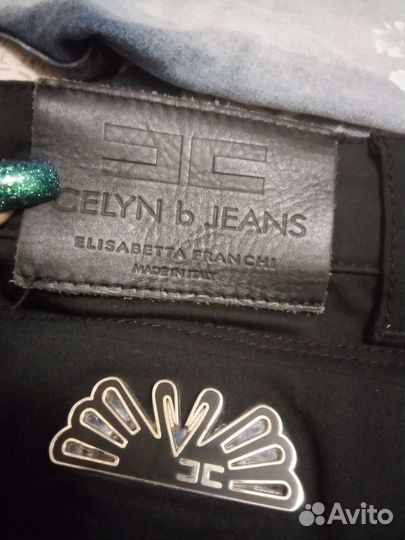 CELYN b JEANS
ELISABETTA FRANCHI
MADE IN ITALY
Avito